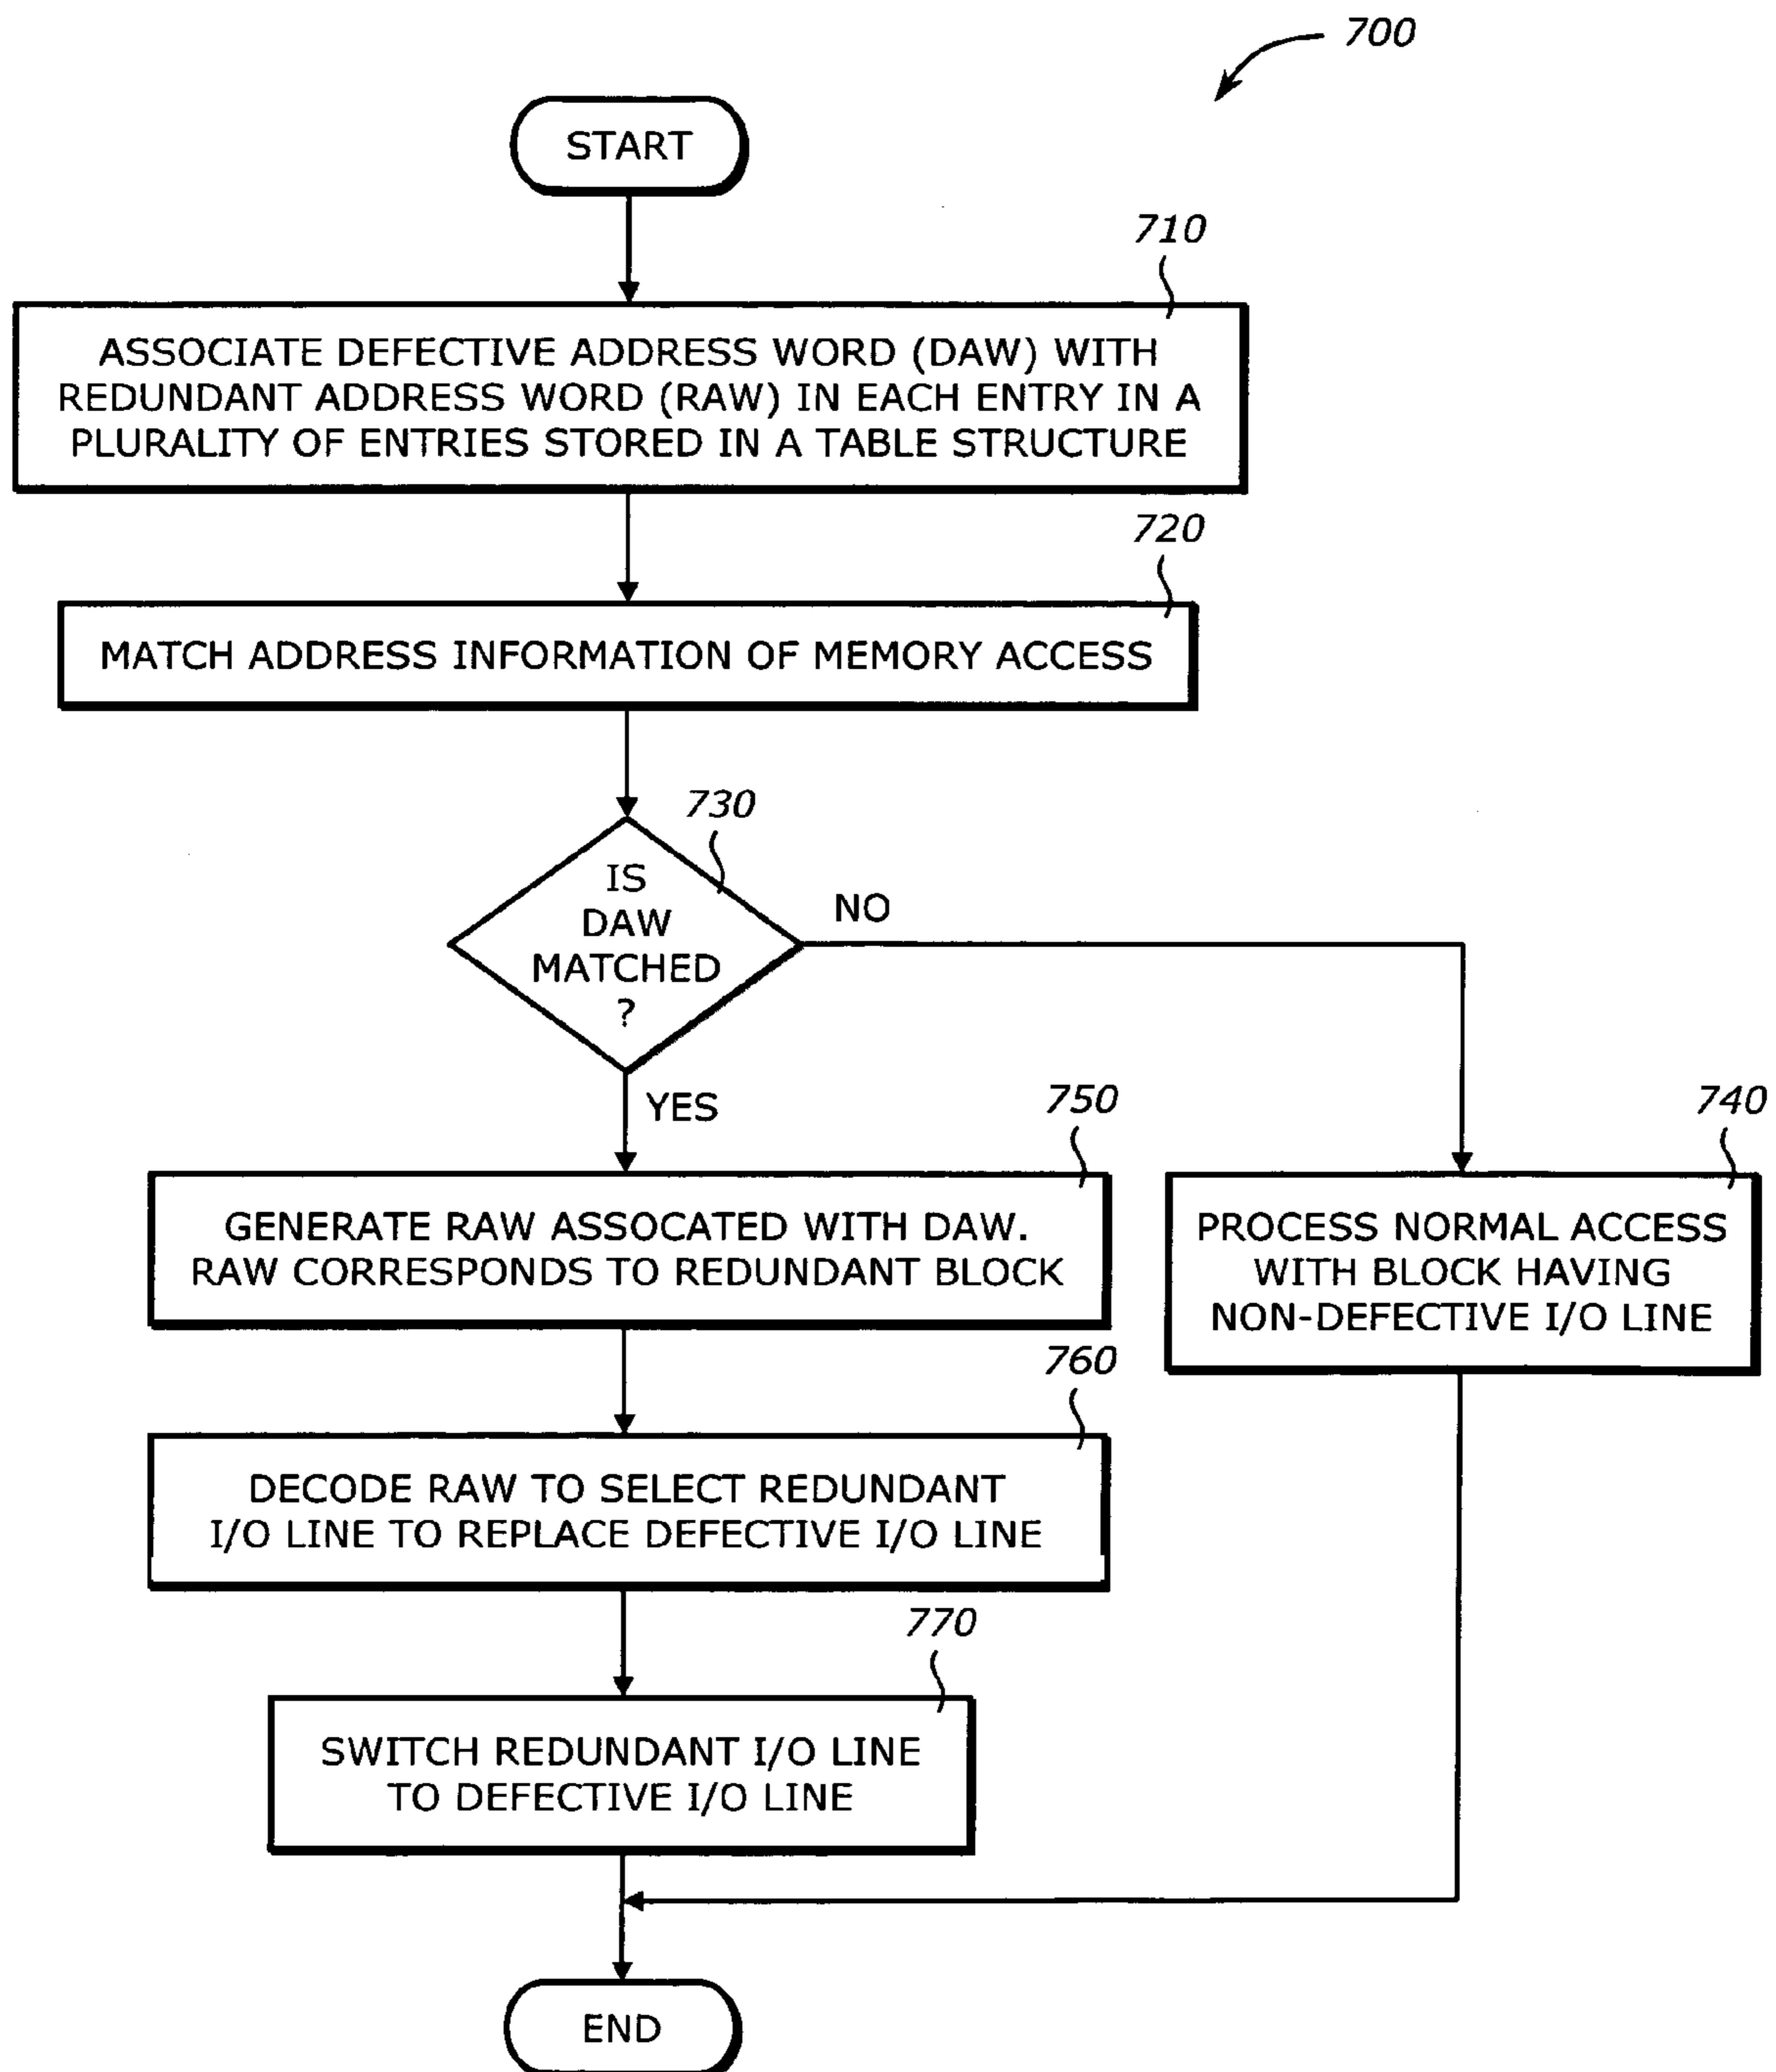 700
START
710
ASSOCIATE DEFECTIVE ADDRESS WORD (DAW) WITH
REDUNDANT ADDRESS WORD (RAW) IN EACH ENTRY IN A
PLURALITY OF ENTRIES STORED IN A TABLE STRUCTURE
720
MATCH ADDRESS INFORMATION OF MEMORY ACCESS
730
IS
DAW
MATCHED
?
NO
YES
750
GENERATE RAW ASSOCATED WITH DAW.
RAW CORRESPONDS TO REDUNDANT BLOCK
740
PROCESS NORMAL ACCESS
WITH BLOCK HAVING
NON-DEFECTIVE I/O LINE
760
DECODE RAW TO SELECT REDUNDANT
I/O LINE TO REPLACE DEFECTIVE I/O LINE
770
SWITCH REDUNDANT I/O LINE
TO DEFECTIVE I/O LINE
END